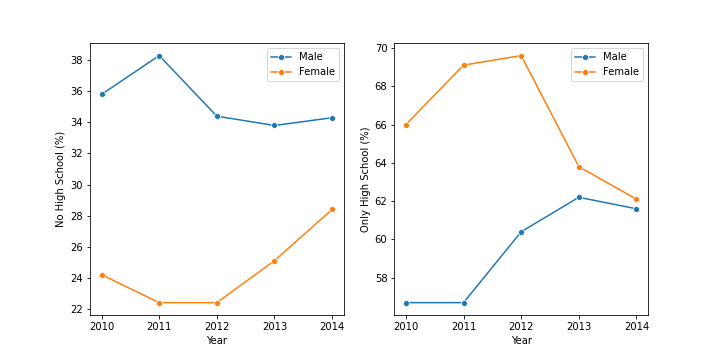 No High School (%)
38
36
34
32
30
28
26
24
22
2010 2011 2012 2013 2014
Year
Male
Female
Only High School (%)
70
68
66
64
62
60
58
2010 2011 2012 2013 2014
Year
Male
Female